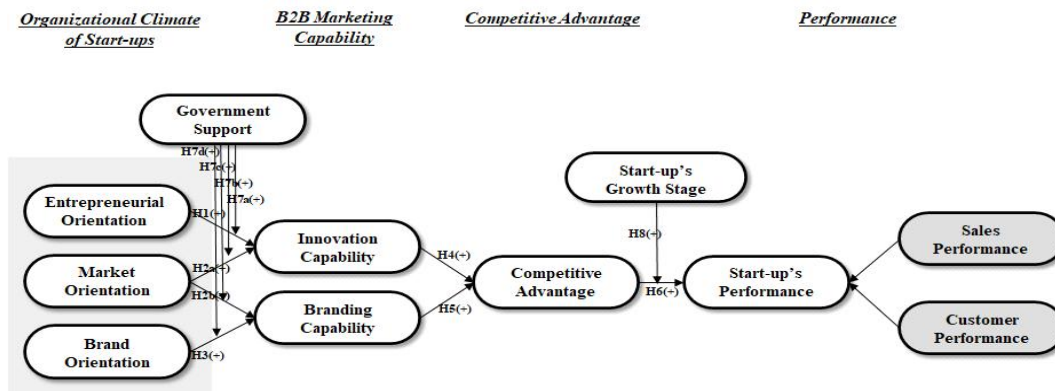 Organizational Climate
of Start-ups
B2B Marketing
Capability
Competitive Advantage
Performance
Government
Support
H7d(+)
H7c(+)
H7b(+)
H7a(+)
Start-up's
Growth Stage
Entrepreneurial
Orientation
H1(+)
Innovation
Capability
H8(+)
Sales
Performance
Market
Orientation
H2a(+)
H2b(+)
H4(+)
Competitive
Advantage
H6(+)
Start-up's
Performance
Branding
Capability
H5(+)
Brand
Orientation
H3(+)
Customer
Performance